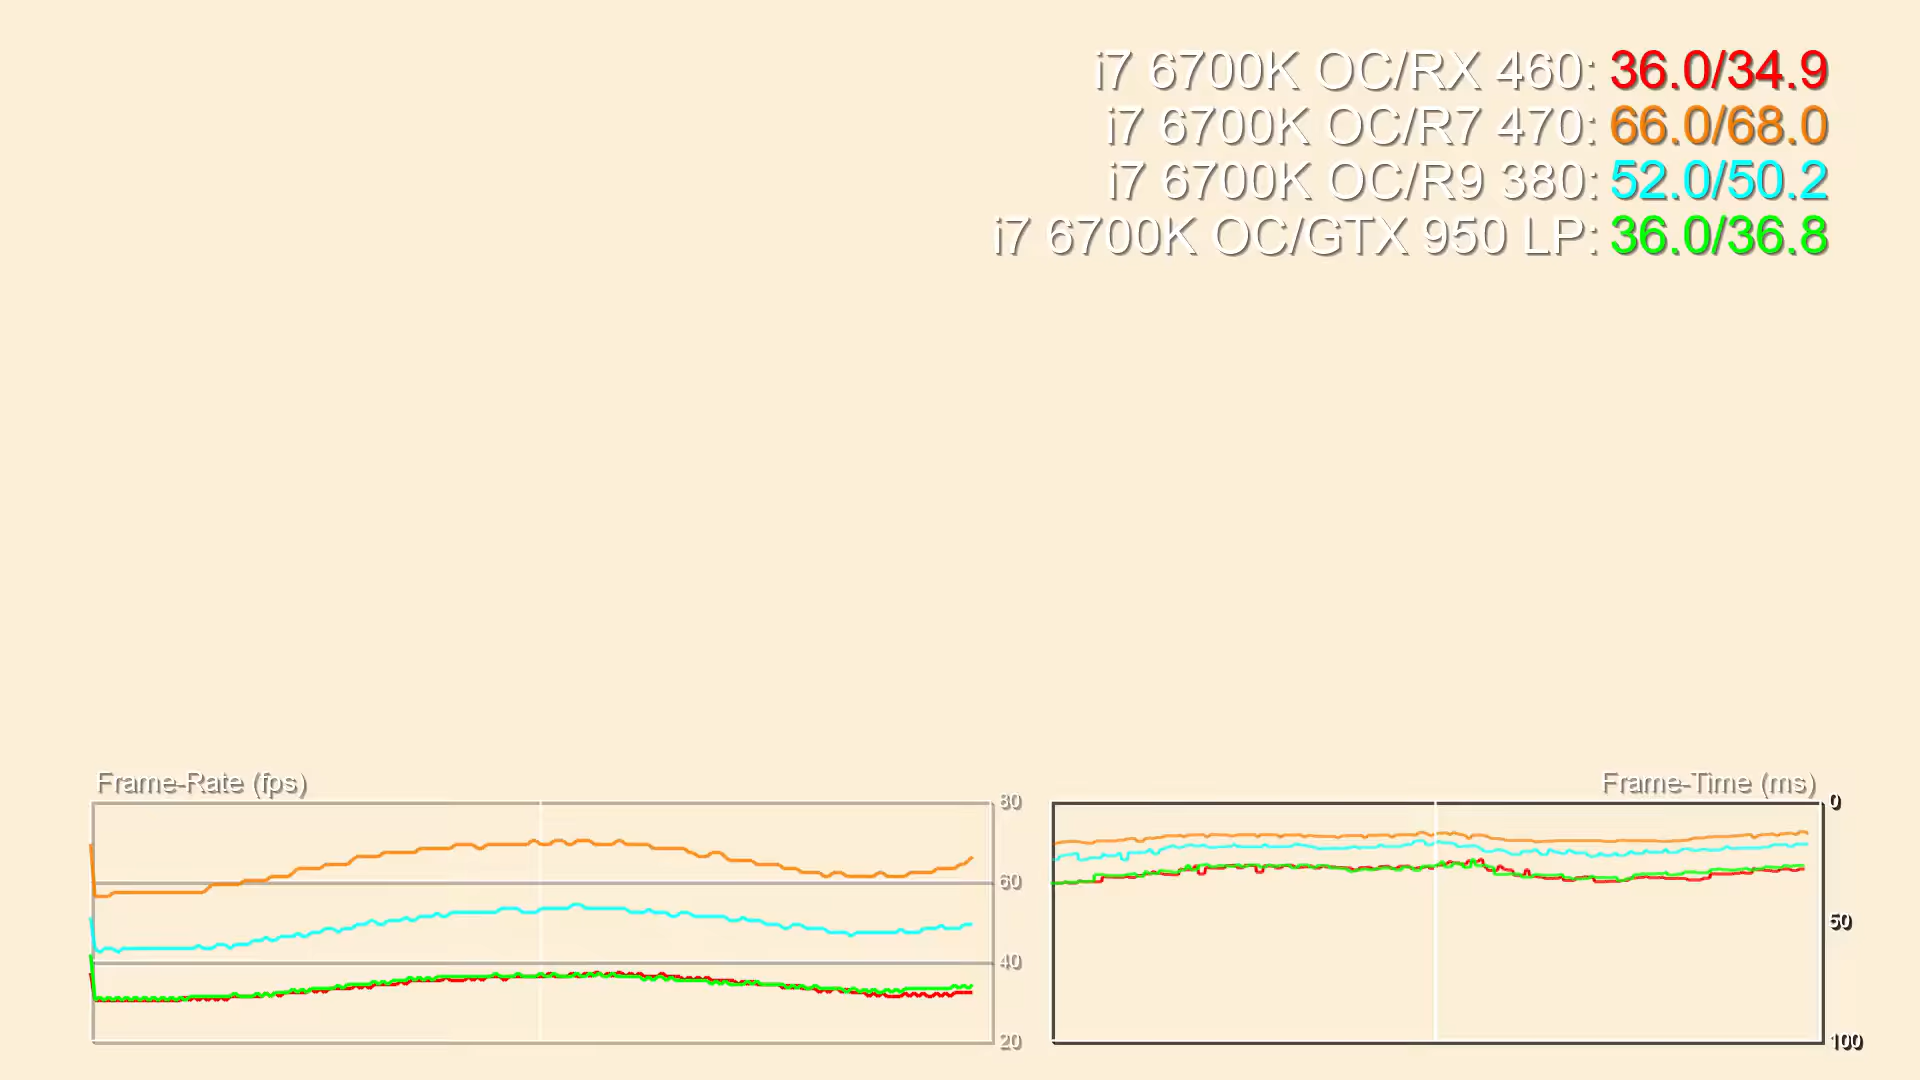 i7 6700K OC/RX 460: 36.0/34.9
i7 6700K OC/R7 470: 66.0/68.0
i7 6700K OC/R9 380: 52.0/50.2
i7 6700K OC/GTX 950 LP: 36.0/36.8
Frame-Rate (fps)
80
60
40
20
Frame-Time (ms)
0
50
100